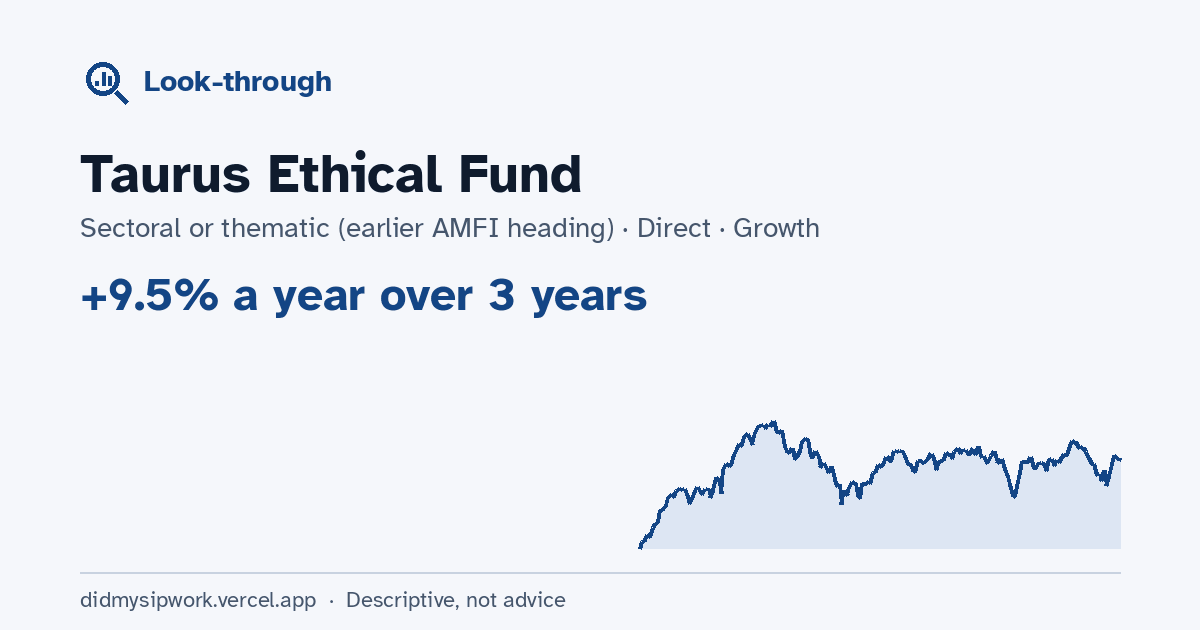 Look-through
Taurus Ethical Fund
Sectoral or thematic (earlier AMFI heading) · Direct · Growth
+9.5% a year over 3 years
didmysipwork.vercel.app · Descriptive, not advice